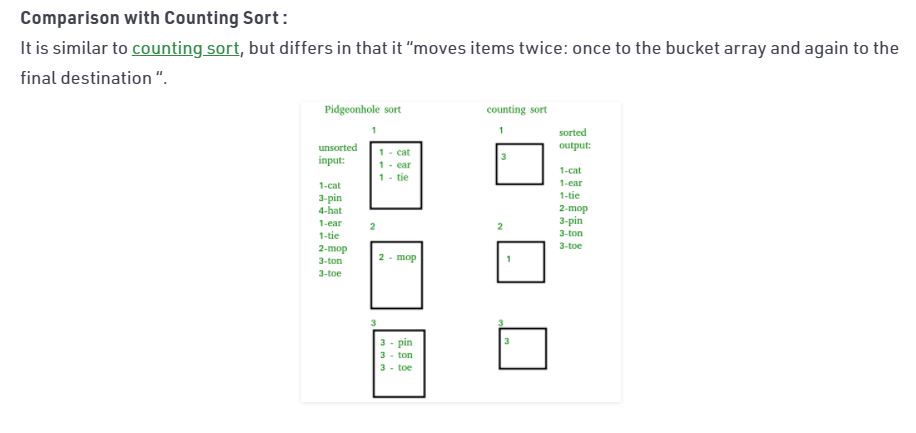 Comparison with Counting Sort :
It is similar to counting sort, but differs in that it “moves items twice: once to the bucket array and again to the
final destination “.
Pidgeonhole sort
counting sort
unsorted
input:
1-cat
3-pin
4-hat
1-ear
1-tie
2-mop
3-ton
3-toe
1
1 - cat
1 - ear
1 - tie
2
2 - mop
3
3 - pin
3 - ton
3 - toe
1
3
2
1
3
3
sorted
output:
1-cat
1-ear
1-tie
2-mop
3-pin
3-ton
3-toe